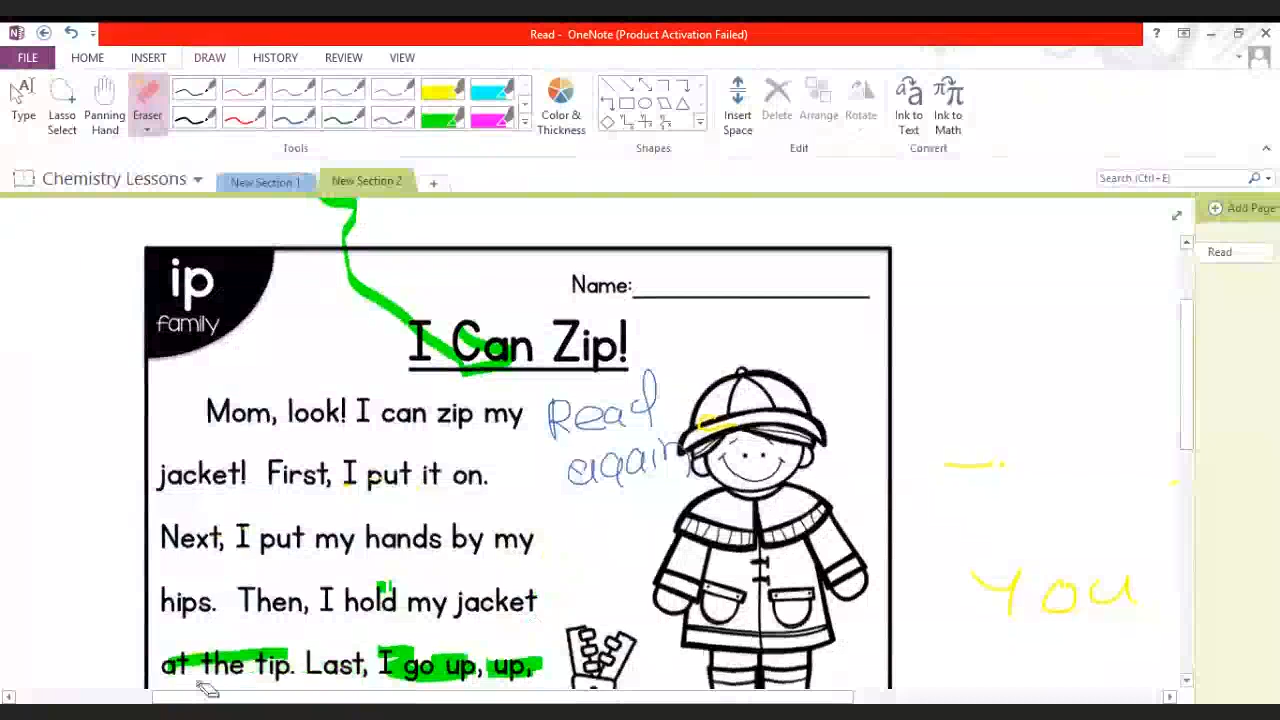 Read - OneNote (Product Activation Failed)
FILE HOME INSERT DRAW HISTORY REVIEW VIEW
Type
Lasso Select
Panning Hand
Eraser
Color & Thickness
Insert Space
Delete
Arrange
Rotate
Ink to Text
Ink to Math
Tools
Shapes
Edit
Convert
Chemistry Lessons
New Section 1
New Section 2
Search (Ctrl+E)
Add Page
Read
ip
family
Name:
I Can Zip!
Mom, look! I can zip my
jacket! First, I put it on.
Next, I put my hands by my
hips. Then, I hold my jacket
at the tip. Last, I go up, up,
Read
again
You